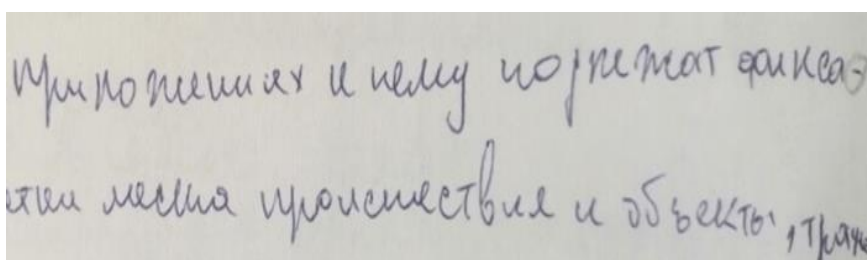 приложениях к нему подлежат фикса-
места происшествия и объекты,